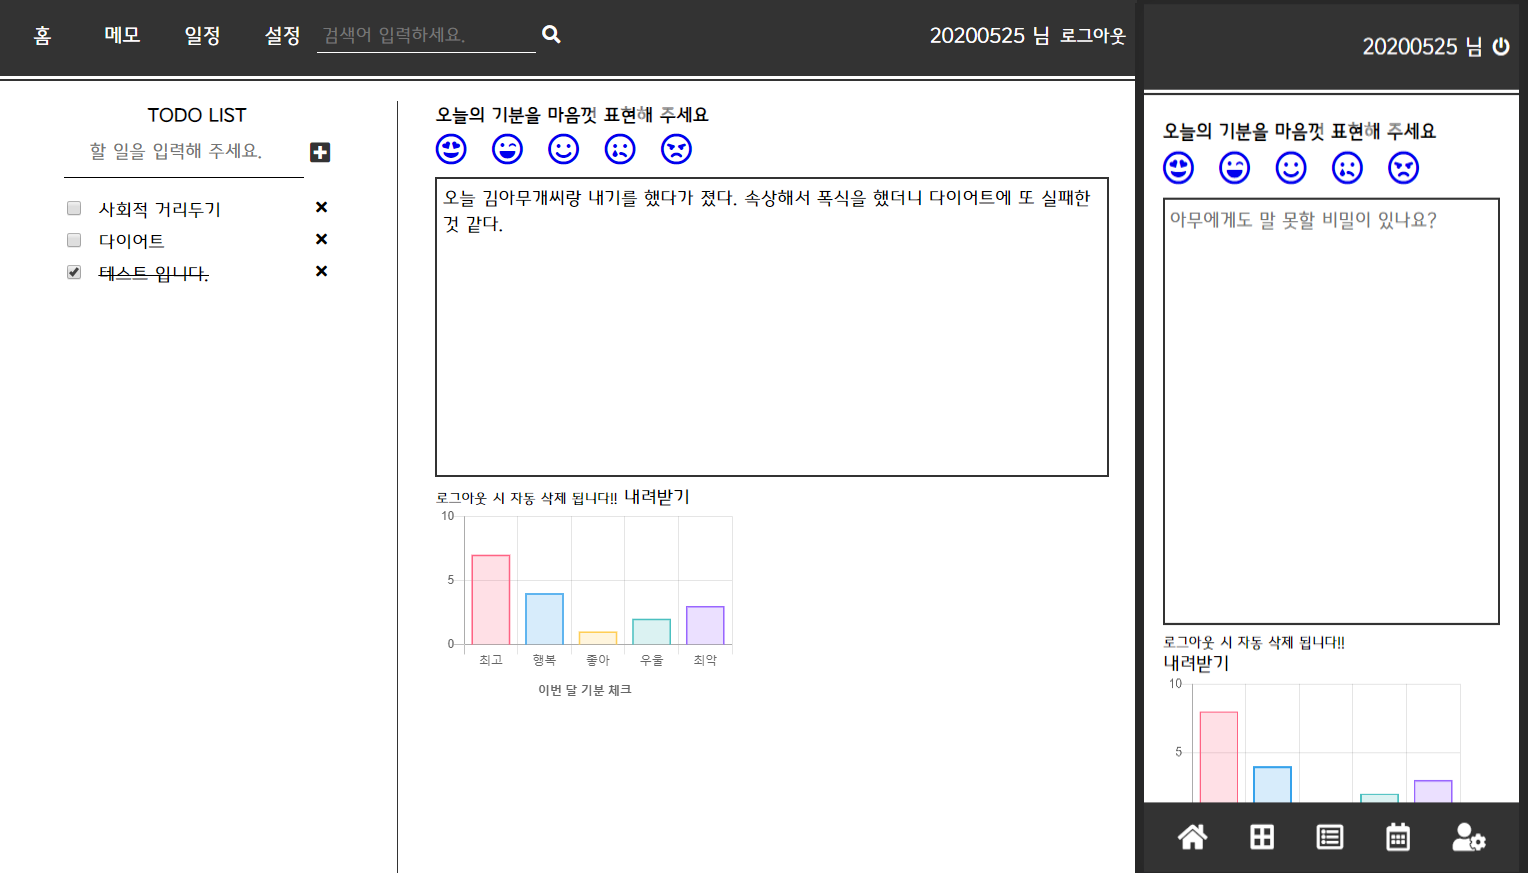 홈 메모 일정 설정 검색어 입력하세요. 20200525 님 로그아웃
TODO LIST
할 일을 입력해 주세요.
사회적 거리두기
다이어트
테스트 입니다.
오늘의 기분을 마음껏 표현해 주세요
오늘 김아무개씨랑 내기를 했다가 졌다. 속상해서 폭식을 했더니 다이어트에 또 실패한
것 같다.
로그아웃 시 자동 삭제 됩니다!! 내려받기
10
5
0
최고 행복 좋아 우울 최악
이번 달 기분 체크
20200525 님
오늘의 기분을 마음껏 표현해 주세요
아무에게도 말 못할 비밀이 있나요?
로그아웃 시 자동 삭제 됩니다!!
내려받기
10
5